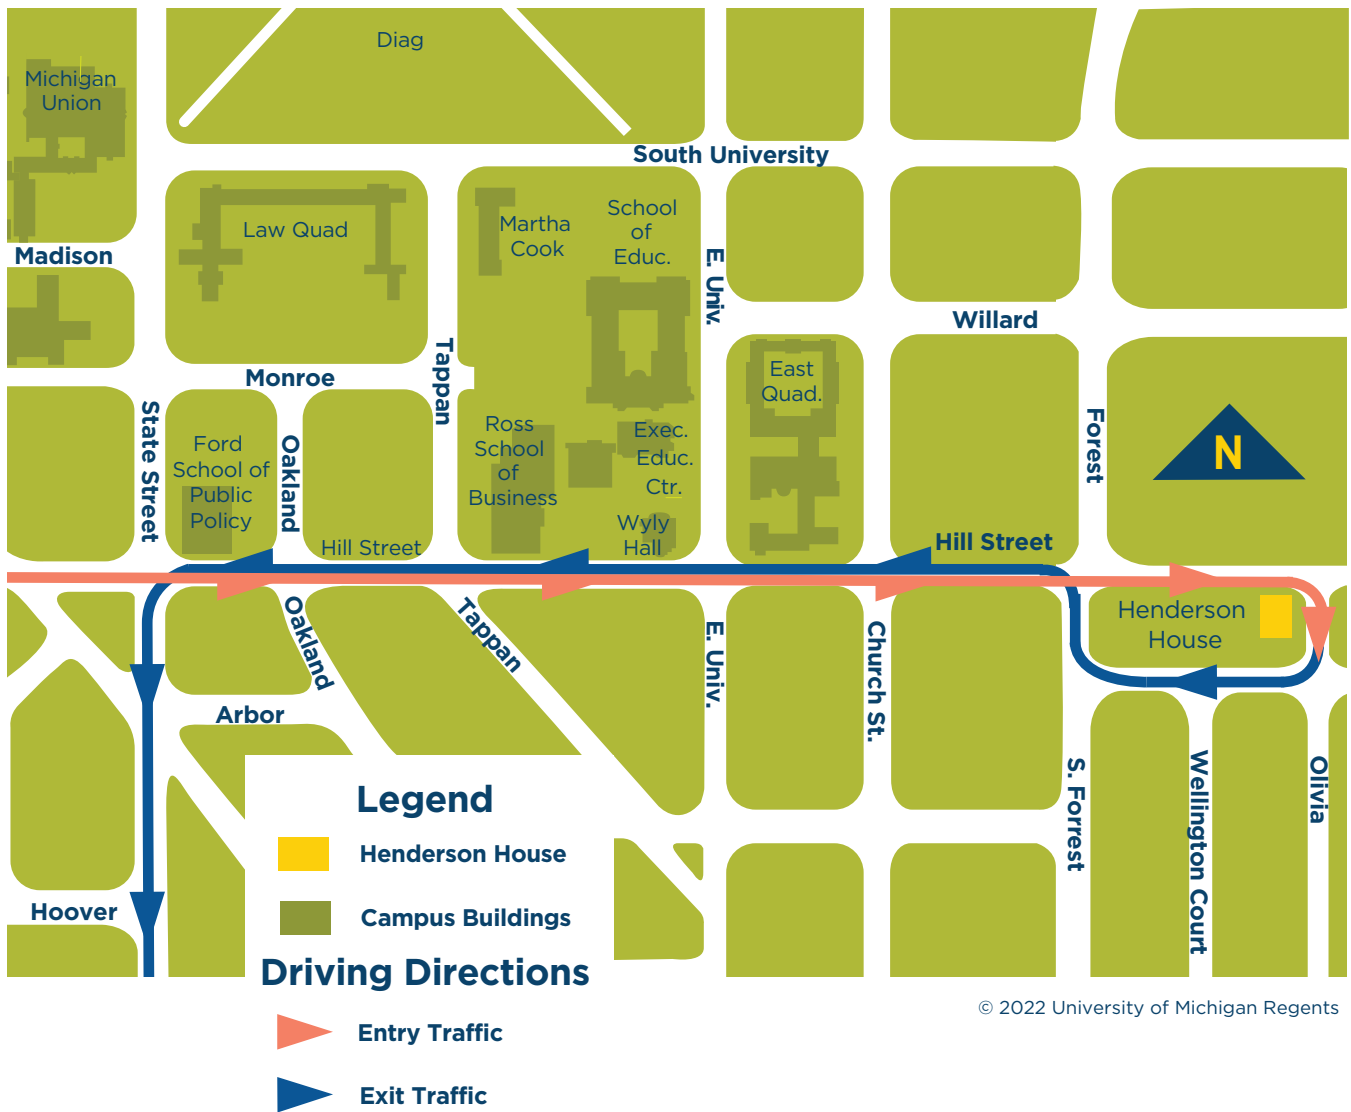 Diag
Michigan
Union
South University
Law Quad
Martha
Cook
School
of
Educ.
Madison
E. Univ.
Willard
Monroe
Tappan
East
Quad.
State Street
Ford
School of
Public
Policy
Oakland
Ross
School
of
Business
Exec.
Educ.
Ctr.
Wyly
Hall
Forest
N
Hill Street
Hill Street
Oakland
Tappan
E. Univ.
Church St.
Henderson
House
Arbor
S. Forrest
Wellington Court
Olivia
Hoover
Legend
Henderson House
Campus Buildings
Driving Directions
Entry Traffic
Exit Traffic
© 2022 University of Michigan Regents